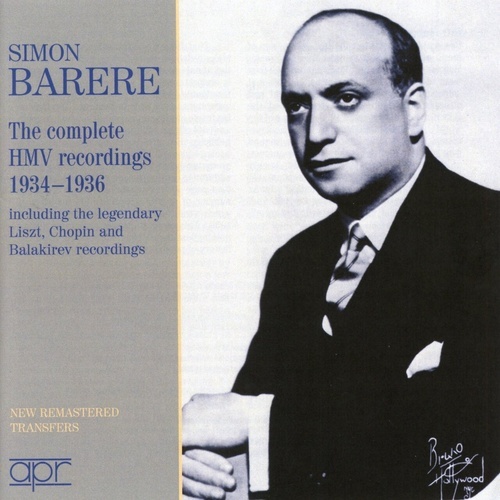 SIMON
BARERE
The complete
HMV recordings
1934–1936
including the legendary
Liszt, Chopin and
Balakirev recordings
NEW REMASTERED
TRANSFERS
apr
Bruno
of
Hollywood